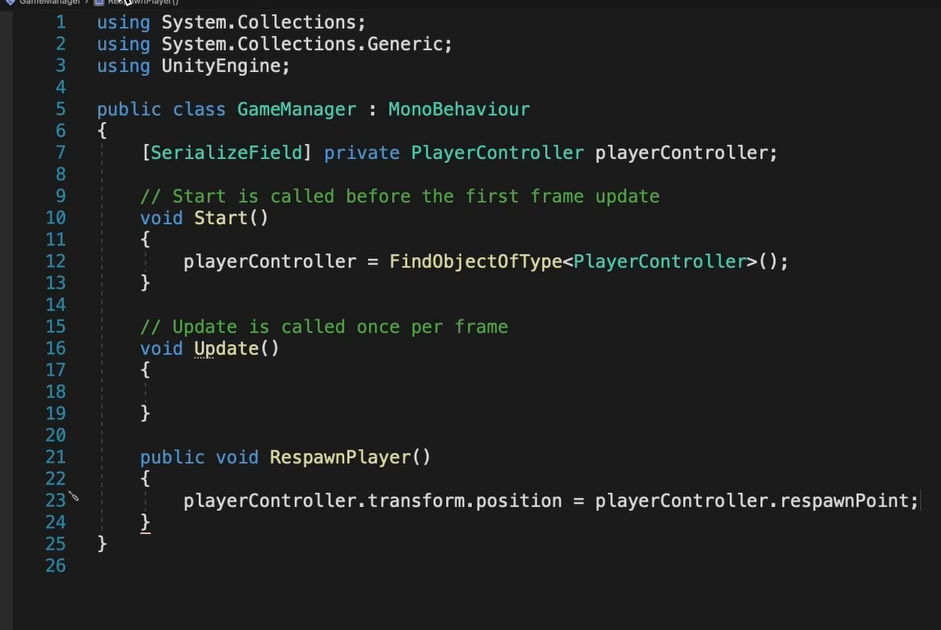 GameManager › RespawnPlayer()
1 using System.Collections;
2 using System.Collections.Generic;
3 using UnityEngine;
4
5 public class GameManager : MonoBehaviour
6 {
7 [SerializeField] private PlayerController playerController;
8
9 // Start is called before the first frame update
10 void Start()
11 {
12 playerController = FindObjectOfType<PlayerController>();
13 }
14
15 // Update is called once per frame
16 void Update()
17 {
18
19 }
20
21 public void RespawnPlayer()
22 {
23 playerController.transform.position = playerController.respawnPoint;
24 }
25 }
26